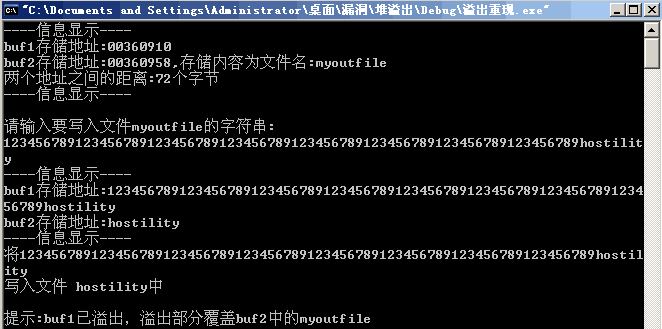 "C:\Documents and Settings\Administrator\桌面\漏洞\堆溢出\Debug\溢出重现.exe"
----信息显示----
buf1存储地址:00360910
buf2存储地址:00360958,存储内容为文件名:myoutfile
两个地址之间的距离:72个字节
----信息显示----
请输入要写入文件myoutfile的字符串:
123456789123456789123456789123456789123456789123456789123456789123456789hostilit
y
----信息显示----
buf1存储地址:1234567891234567891234567891234567891234567891234567891234567891234
56789hostility
buf2存储地址:hostility
----信息显示----
将123456789123456789123456789123456789123456789123456789123456789123456789hostil
ity
写入文件 hostility中
提示:buf1已溢出，溢出部分覆盖buf2中的myoutfile